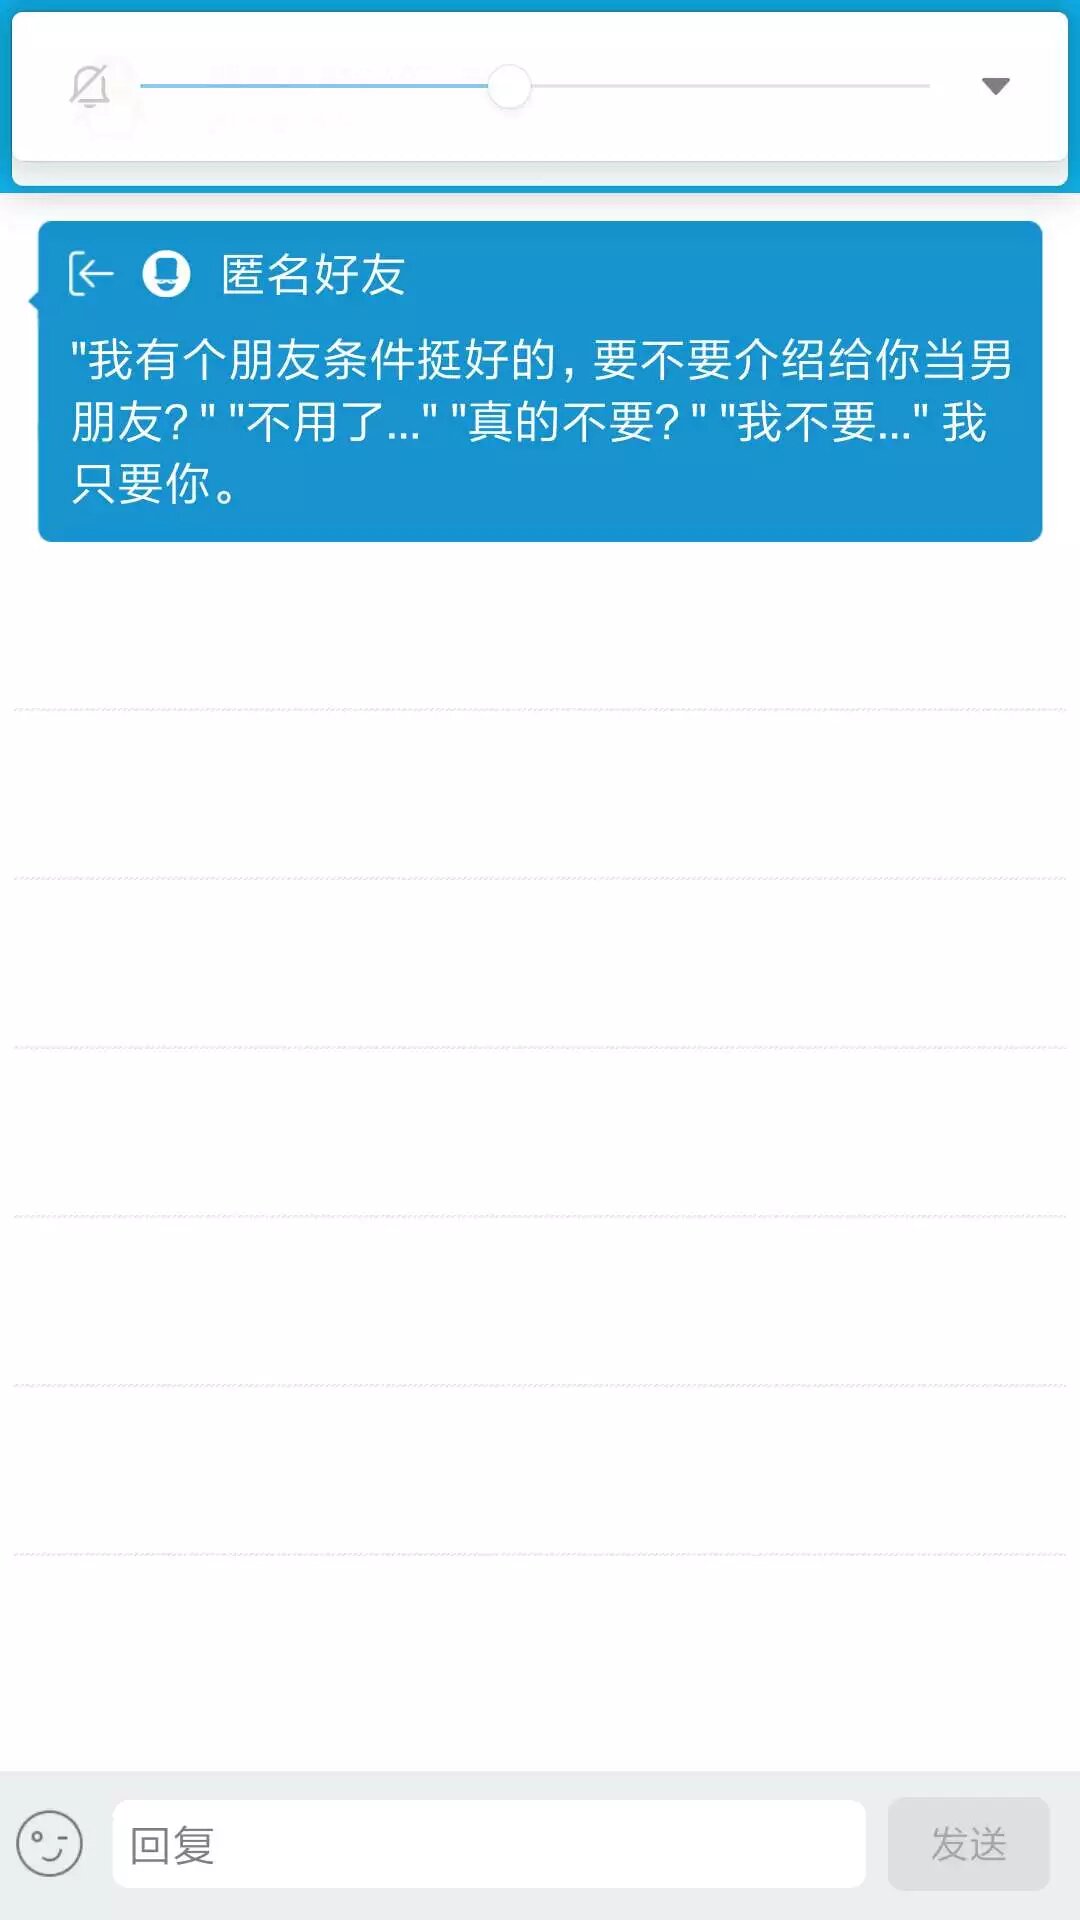 匿名好友
"我有个朋友条件挺好的,要不要介绍给你当男
朋友?" "不用了..." "真的不要?" "我不要..." 我
只要你。
回复
发送